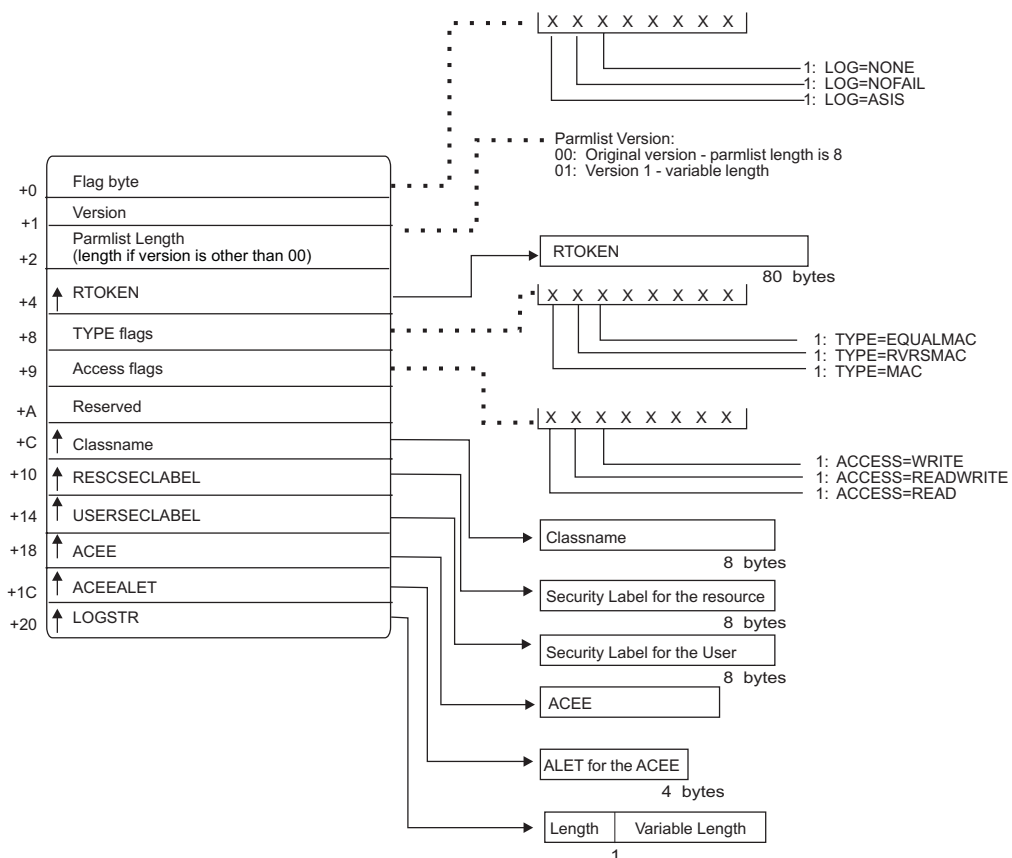 X X X X X X X X
1: LOG=NONE
1: LOG=NOFAIL
1: LOG=ASIS
Parmlist Version:
00: Original version - parmlist length is 8
01: Version 1 - variable length
+0 Flag byte
+1 Version
+2 Parmlist Length
(length if version is other than 00)
+4 RTOKEN
+8 TYPE flags
+9 Access flags
+A Reserved
+C Classname
+10 RESCSECLABEL
+14 USERSECLABEL
+18 ACEE
+1C ACEEALET
+20 LOGSTR
RTOKEN
80 bytes
X X X X X X X X
1: TYPE=EQUALMAC
1: TYPE=RVRSMAC
1: TYPE=MAC
X X X X X X X X
1: ACCESS=WRITE
1: ACCESS=READWRITE
1: ACCESS=READ
Classname
8 bytes
Security Label for the resource
8 bytes
Security Label for the User
8 bytes
ACEE
ALET for the ACEE
4 bytes
Length Variable Length
1